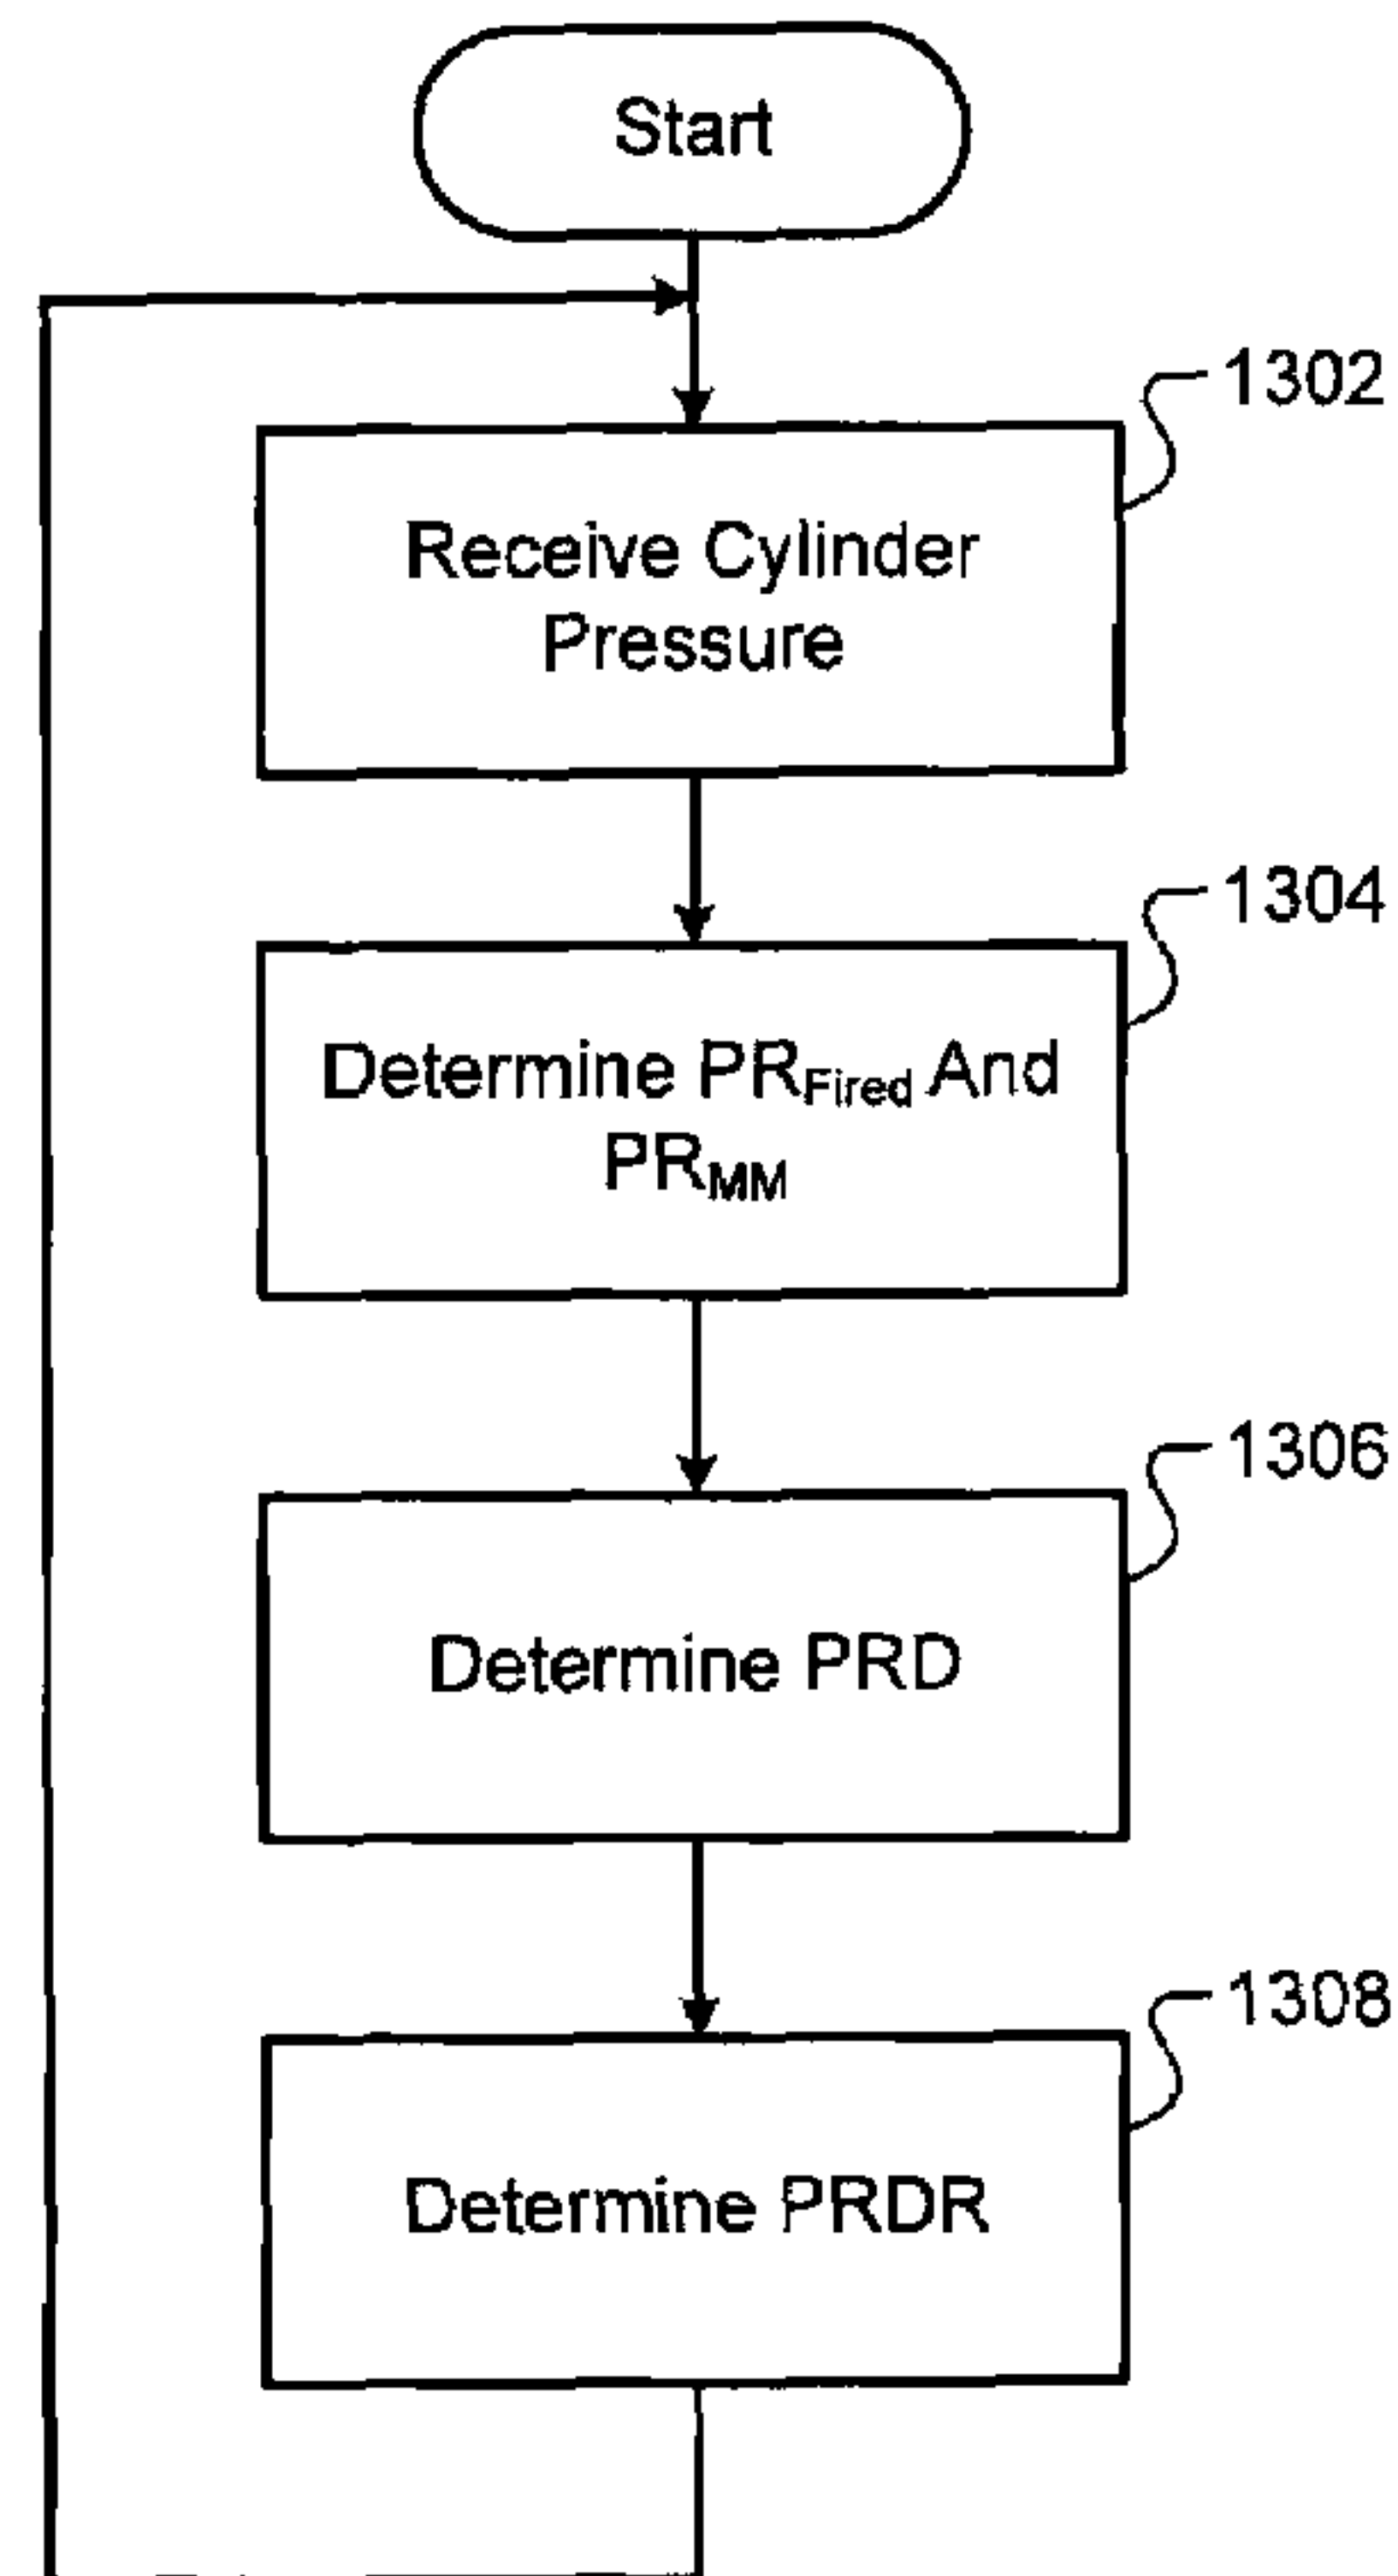 Start
1302
Receive Cylinder
Pressure
1304
Determine PRFired And
PRMM
1306
Determine PRD
1308
Determine PRDR